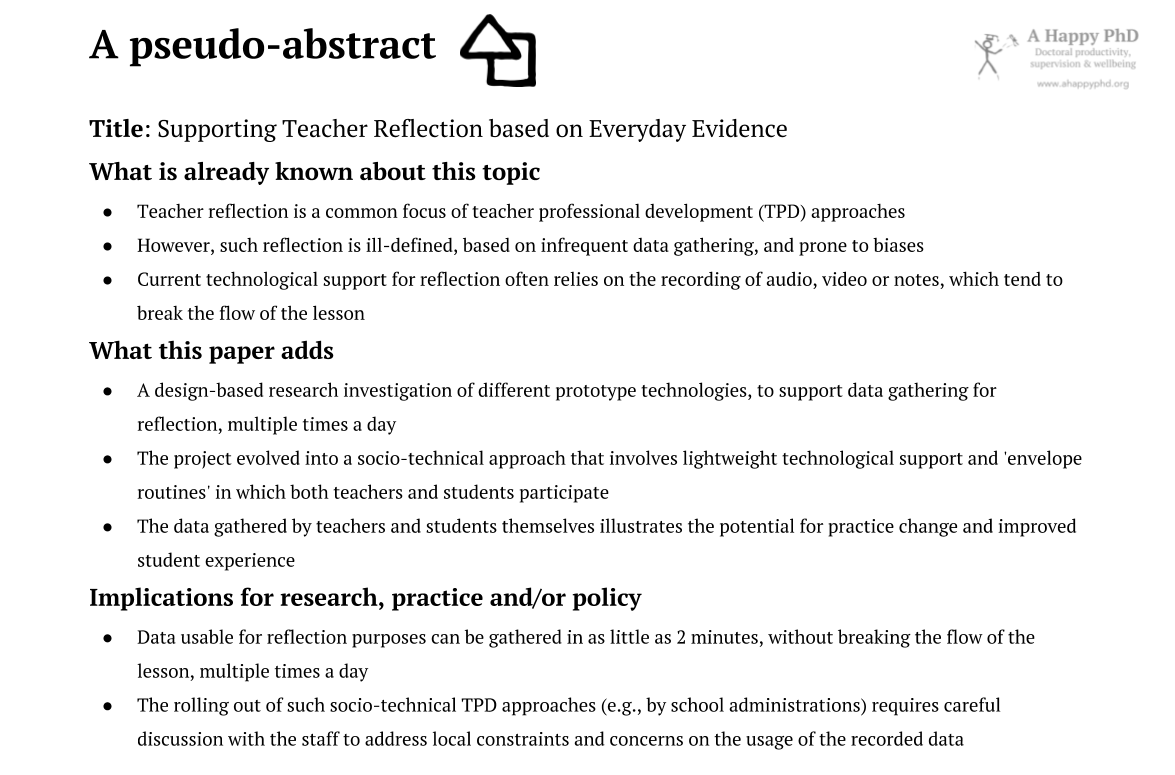 A pseudo-abstract
A Happy PhD
Doctoral productivity,
supervision & wellbeing
www.ahappyphd.org
Title: Supporting Teacher Reflection based on Everyday Evidence
What is already known about this topic
● Teacher reflection is a common focus of teacher professional development (TPD) approaches
● However, such reflection is ill-defined, based on infrequent data gathering, and prone to biases
● Current technological support for reflection often relies on the recording of audio, video or notes, which tend to
break the flow of the lesson
What this paper adds
● A design-based research investigation of different prototype technologies, to support data gathering for
reflection, multiple times a day
● The project evolved into a socio-technical approach that involves lightweight technological support and 'envelope
routines' in which both teachers and students participate
● The data gathered by teachers and students themselves illustrates the potential for practice change and improved
student experience
Implications for research, practice and/or policy
● Data usable for reflection purposes can be gathered in as little as 2 minutes, without breaking the flow of the
lesson, multiple times a day
● The rolling out of such socio-technical TPD approaches (e.g., by school administrations) requires careful
discussion with the staff to address local constraints and concerns on the usage of the recorded data